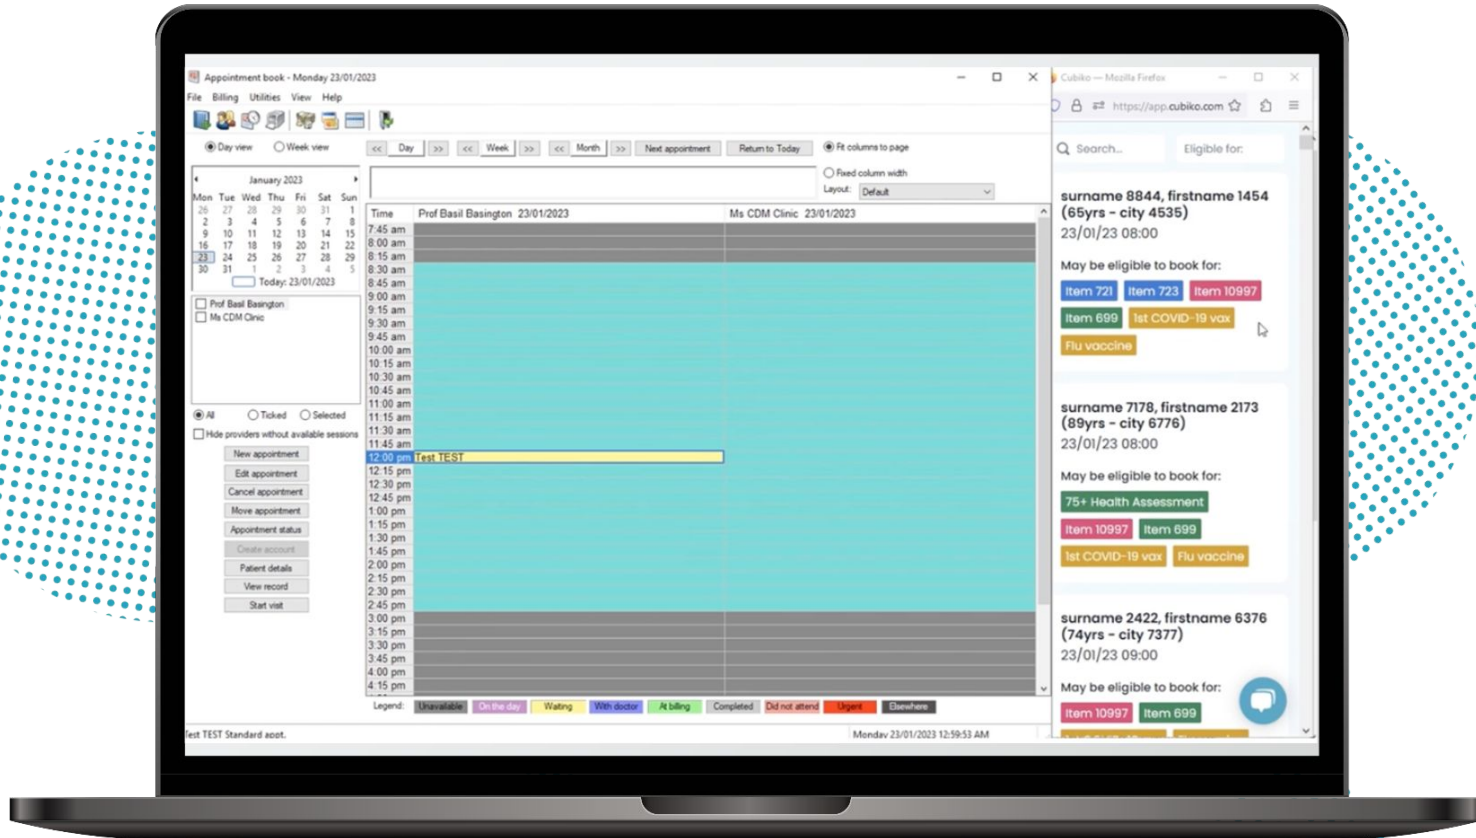 Appointment book - Monday 23/01/2023
File Billing Utilities View Help
Day view Week view
<< Day >> << Week >> << Month >> Next appointment Return to Today Fit columns to page
Fixed column width
Layout: Default
January 2023
Mon Tue Wed Thu Fri Sat Sun
26 27 28 29 30 31 1
2 3 4 5 6 7 8
9 10 11 12 13 14 15
16 17 18 19 20 21 22
23 24 25 26 27 28 29
30 31 1 2 3 4 5
Today: 23/01/2023
Prof Basil Basington
Ms CDM Clinic
All Ticked Selected
Hide providers without available sessions
New appointment
Edit appointment
Cancel appointment
Move appointment
Appointment status
Create account
Patient details
View record
Start visit
Time Prof Basil Basington 23/01/2023 Ms CDM Clinic 23/01/2023
7:45 am
8:00 am
8:15 am
8:30 am
8:45 am
9:00 am
9:15 am
9:30 am
9:45 am
10:00 am
10:15 am
10:30 am
10:45 am
11:00 am
11:15 am
11:30 am
11:45 am
12:00 pm Test TEST
12:15 pm
12:30 pm
12:45 pm
1:00 pm
1:15 pm
1:30 pm
1:45 pm
2:00 pm
2:15 pm
2:30 pm
2:45 pm
3:00 pm
3:15 pm
3:30 pm
3:45 pm
4:00 pm
4:15 pm
Legend: Unavailable On the day Waiting With doctor At billing Completed Did not attend Urgent Elsewhere
Test TEST Standard appt. Monday 23/01/2023 12:59:53 AM
Cubiko — Mozilla Firefox
https://app.cubiko.com
Search... Eligible for:
surname 8844, firstname 1454
(65yrs - city 4535)
23/01/23 08:00
May be eligible to book for:
Item 721 Item 723 Item 10997
Item 699 1st COVID-19 vax
Flu vaccine
surname 7178, firstname 2173
(89yrs - city 6776)
23/01/23 08:00
May be eligible to book for:
75+ Health Assessment
Item 10997 Item 699
1st COVID-19 vax Flu vaccine
surname 2422, firstname 6376
(74yrs - city 7377)
23/01/23 09:00
May be eligible to book for:
Item 10997 Item 699